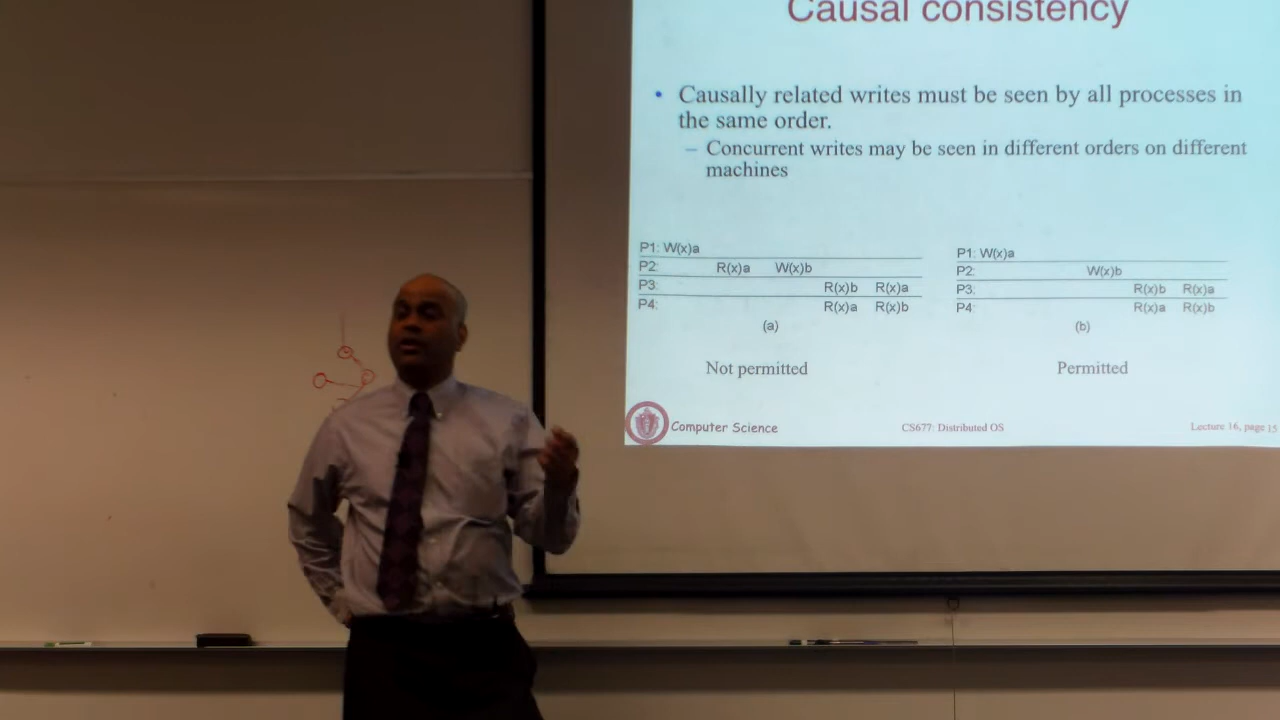 Causal consistency
• Causally related writes must be seen by all processes in
the same order.
– Concurrent writes may be seen in different orders on different
machines
P1: W(x)a
P2: R(x)a W(x)b
P3: R(x)b R(x)a
P4: R(x)a R(x)b
(a)
Not permitted
P1: W(x)a
P2: W(x)b
P3: R(x)b R(x)a
P4: R(x)a R(x)b
(b)
Permitted
Computer Science
CS677: Distributed OS
Lecture 16, page 15